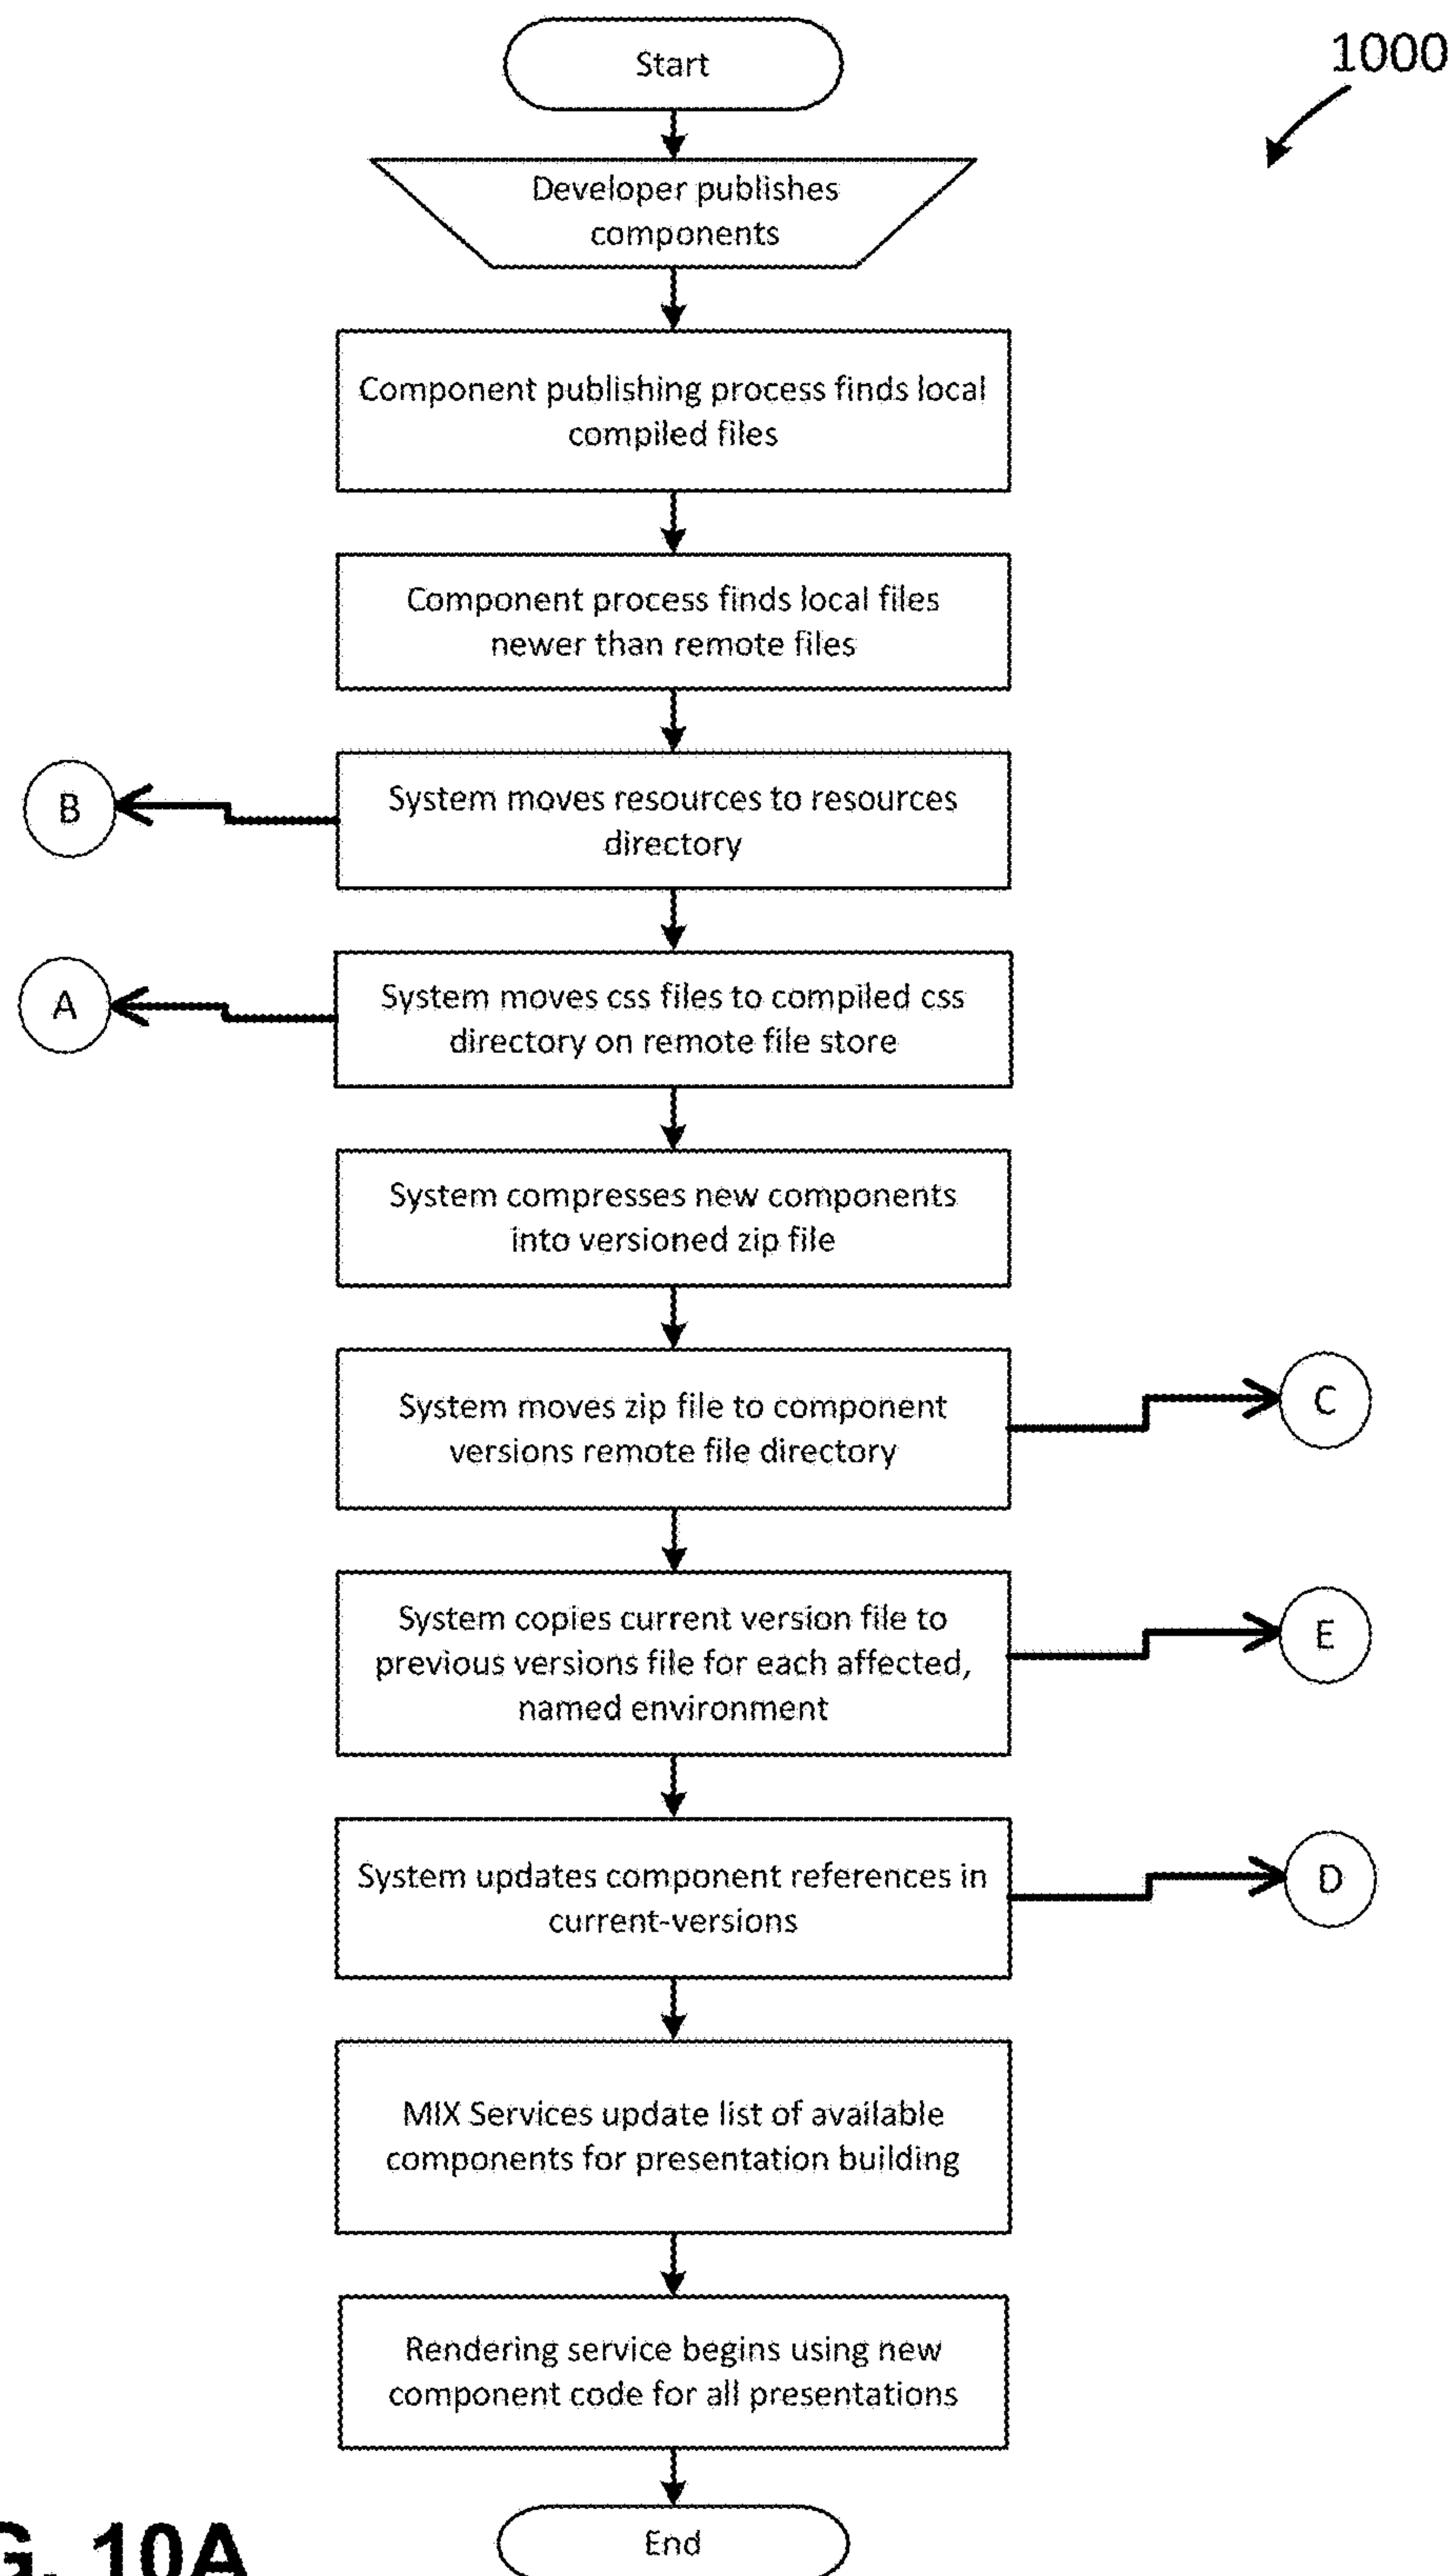 Start
1000
Developer publishes
components
Component publishing process finds local
compiled files
Component process finds local files
newer than remote files
B
System moves resources to resources
directory
A
System moves css files to compiled css
directory on remote file store
System compresses new components
into versioned zip file
System moves zip file to component
versions remote file directory
C
System copies current version file to
previous versions file for each affected,
named environment
E
System updates component references in
current-versions
D
MIX Services update list of available
components for presentation building
Rendering service begins using new
component code for all presentations
End
G. 10A